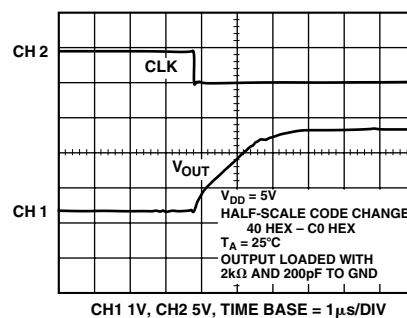 CH 2
CLK
VOUT
VDD = 5V
HALF-SCALE CODE CHANGE
40 HEX – C0 HEX
CH 1
TA = 25°C
OUTPUT LOADED WITH
2kΩ AND 200pF TO GND
CH1 1V, CH2 5V, TIME BASE = 1µs/DIV